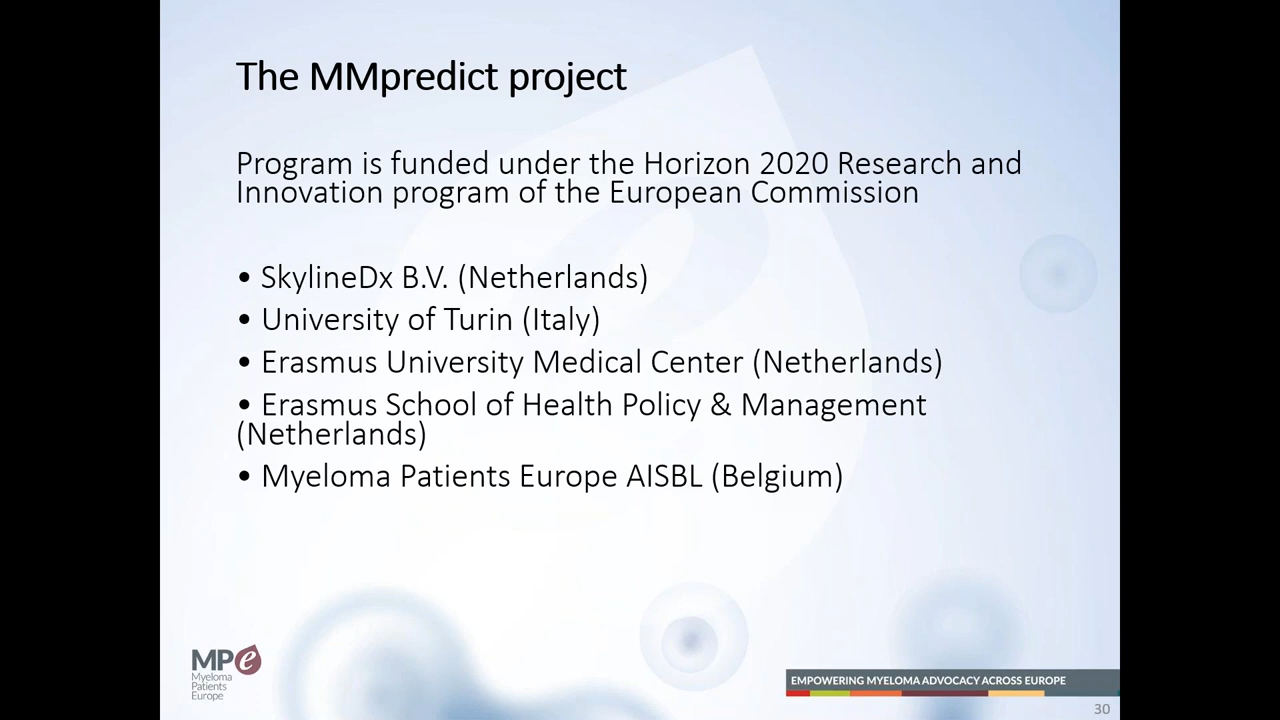 The MMpredict project
Program is funded under the Horizon 2020 Research and
Innovation program of the European Commission
• SkylineDx B.V. (Netherlands)
• University of Turin (Italy)
• Erasmus University Medical Center (Netherlands)
• Erasmus School of Health Policy & Management
(Netherlands)
• Myeloma Patients Europe AISBL (Belgium)
MPe
Myeloma
Patients
Europe
EMPOWERING MYELOMA ADVOCACY ACROSS EUROPE
30